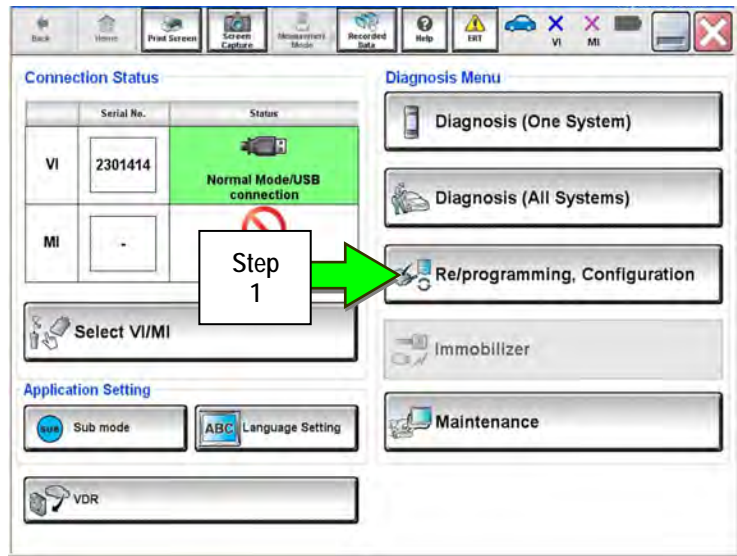 Back
Home
Print Screen
Screen
Capture
Measurement
Mode
Recorded
Data
Help
ERT
VI
MI
Connection Status
Serial No.
Status
VI
2301414
Normal Mode/USB
connection
MI
-
Select VI/MI
Application Setting
SUB
Sub mode
ABC
Language Setting
VDR
Step
1
Diagnosis Menu
Diagnosis (One System)
Diagnosis (All Systems)
Re/programming, Configuration
Immobilizer
Maintenance